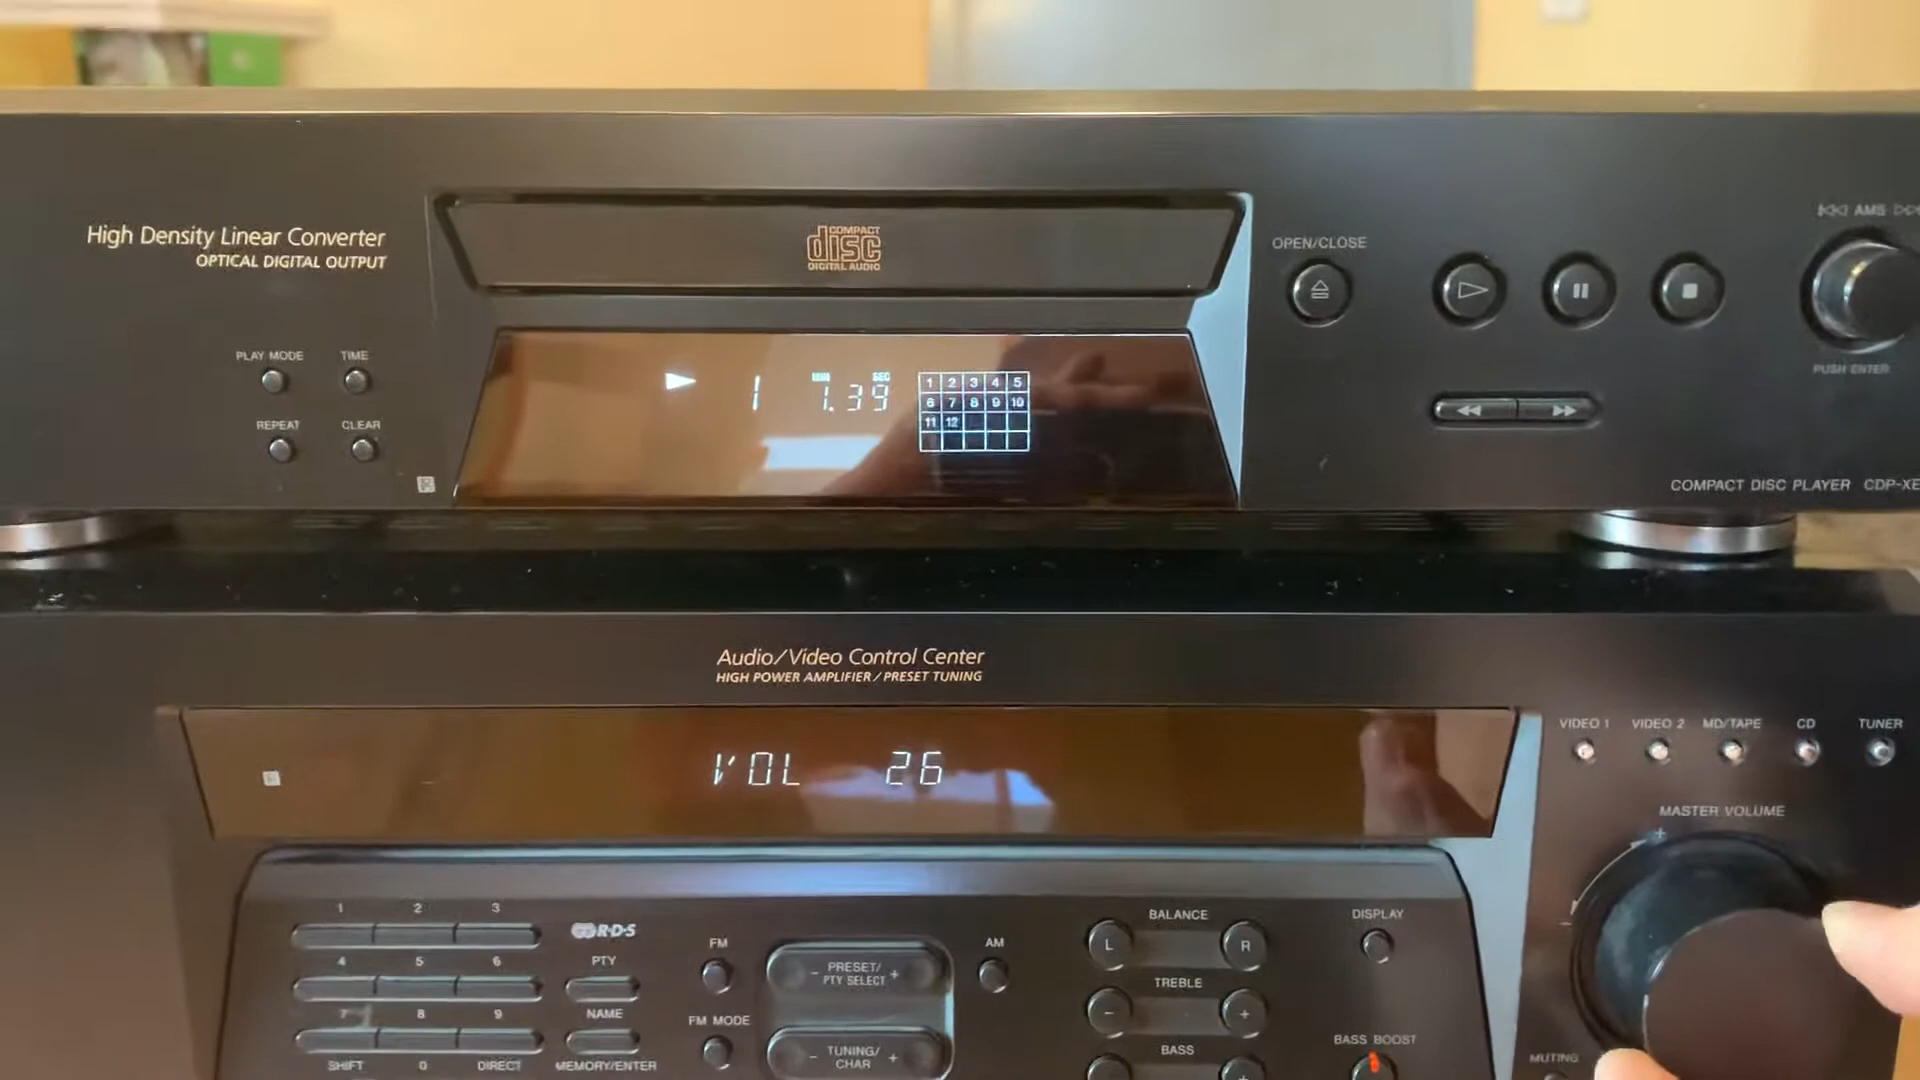 High Density Linear Converter
OPTICAL DIGITAL OUTPUT
COMPACT
disc
DIGITAL AUDIO
OPEN/CLOSE
AMS
PUSH ENTER
PLAY MODE TIME
REPEAT CLEAR
MIN SEC
1 1.39
1 2 3 4 5
6 7 8 9 10
11 12
COMPACT DISC PLAYER CDP-XE
Audio/Video Control Center
HIGH POWER AMPLIFIER/PRESET TUNING
VOL 26
VIDEO 1 VIDEO 2 MD/TAPE CD TUNER
MASTER VOLUME
+
−
1 2 3
R·D·S
4 5 6
PTY
7 8 9
NAME
SHIFT 0 DIRECT MEMORY/ENTER
FM
FM MODE
− PRESET/ +
PTY SELECT
− TUNING/ +
CHAR
AM
BALANCE
L R
TREBLE
− +
BASS
− +
DISPLAY
BASS BOOST
MUTING